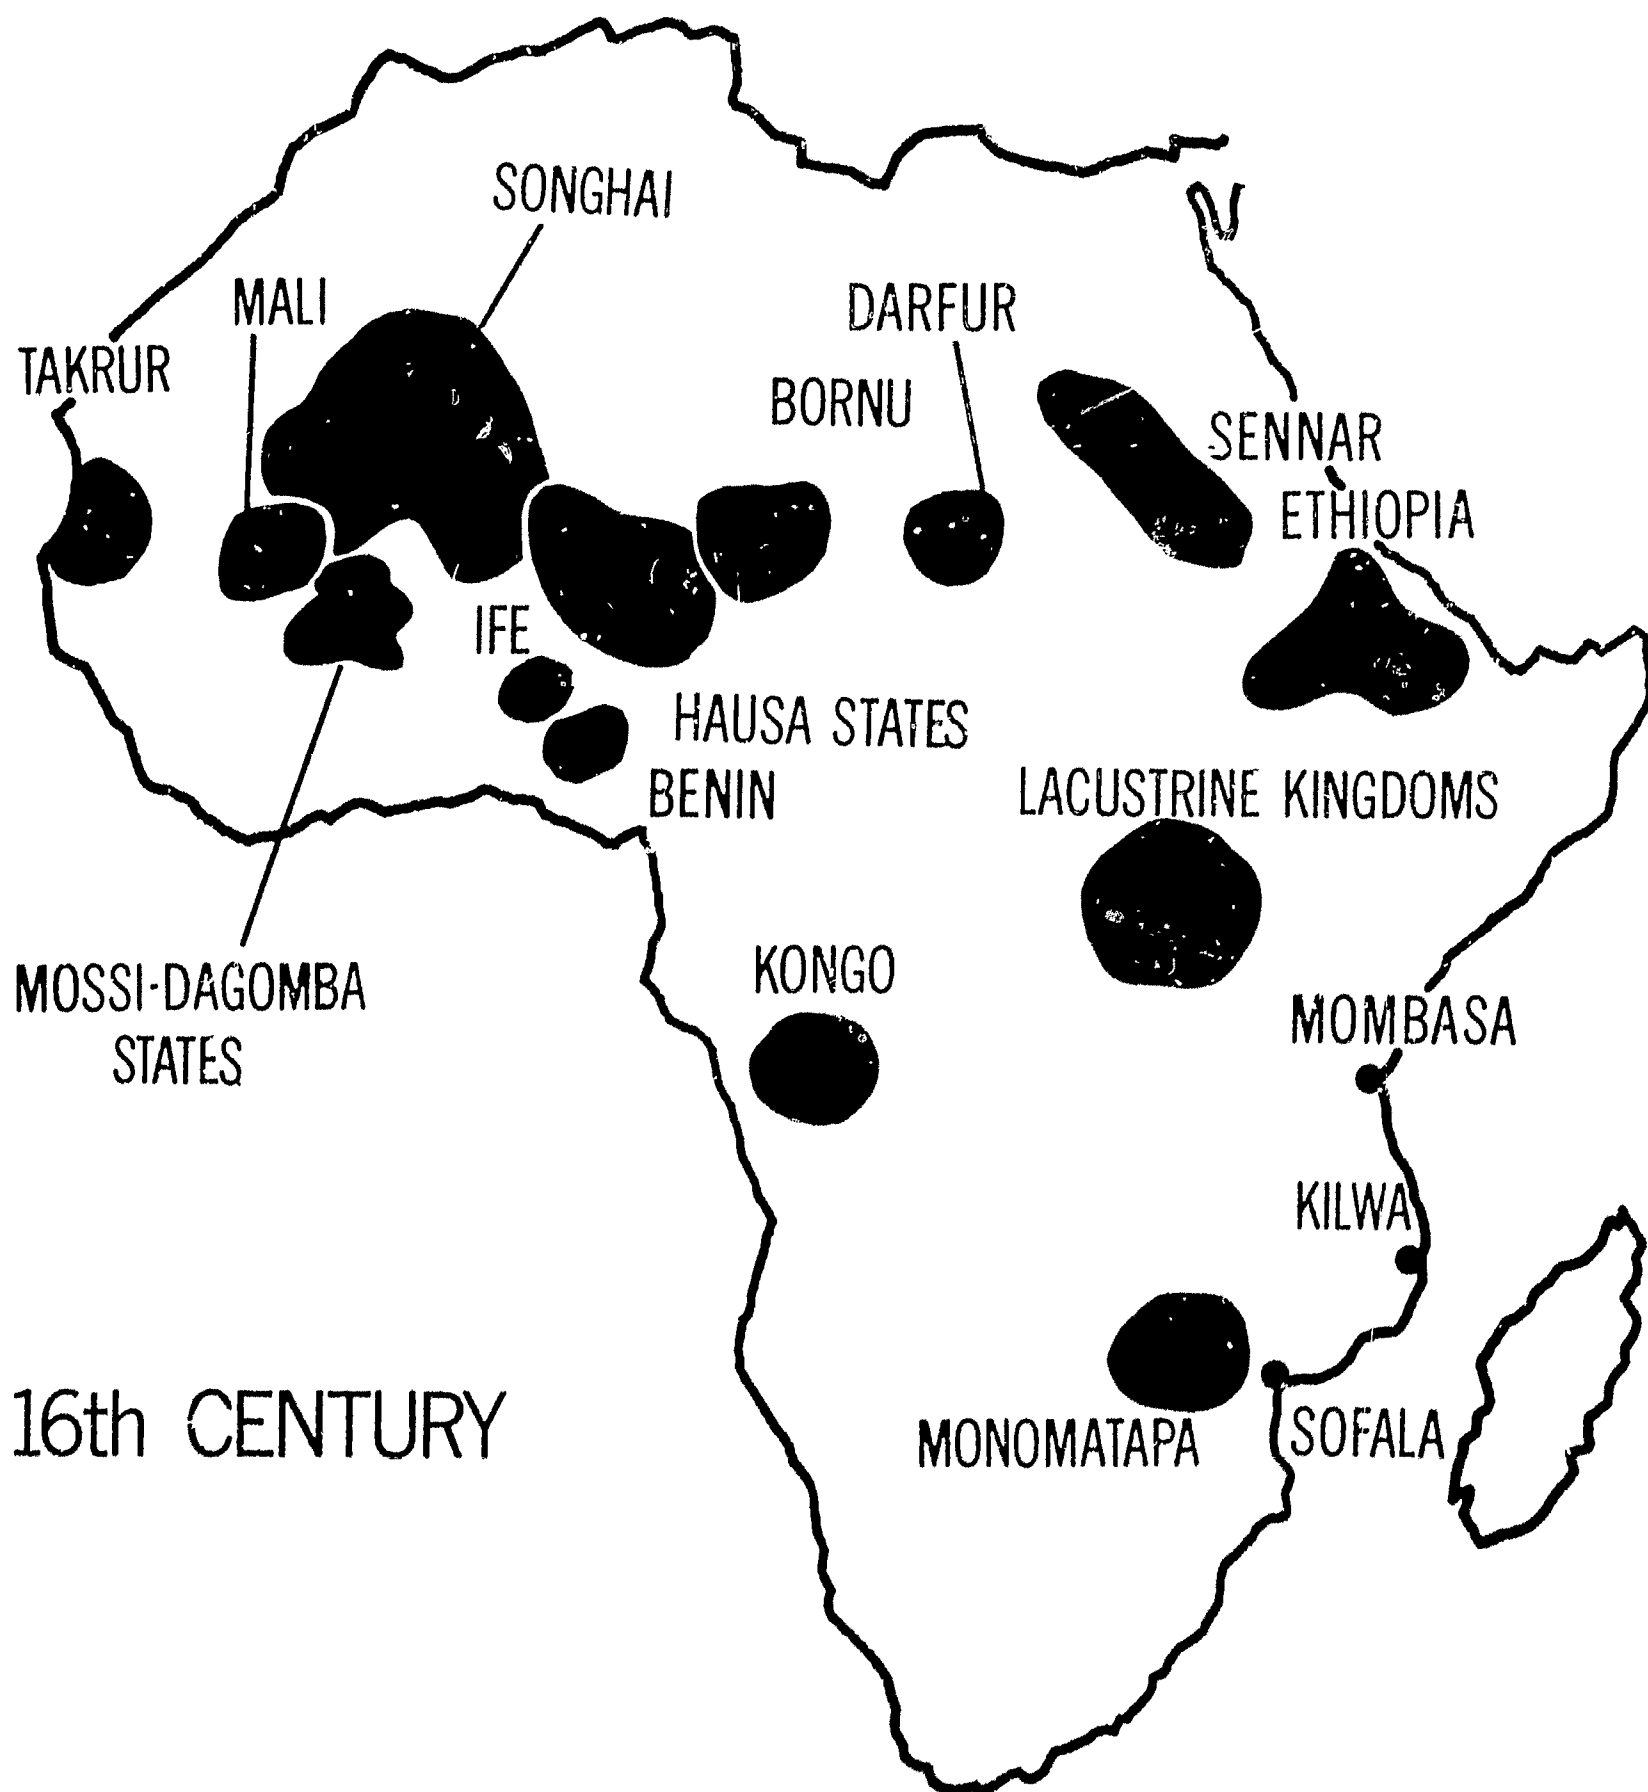 SONGHAI
MALI
DARFUR
TAKRUR
BORNU
SENNAR
ETHIOPIA
IFE
HAUSA STATES
BENIN
LACUSTRINE KINGDOMS
KONGO
MOSSI-DAGOMBA
STATES
MOMBASA
KILWA
16th CENTURY
MONOMATAPA
SOFALA